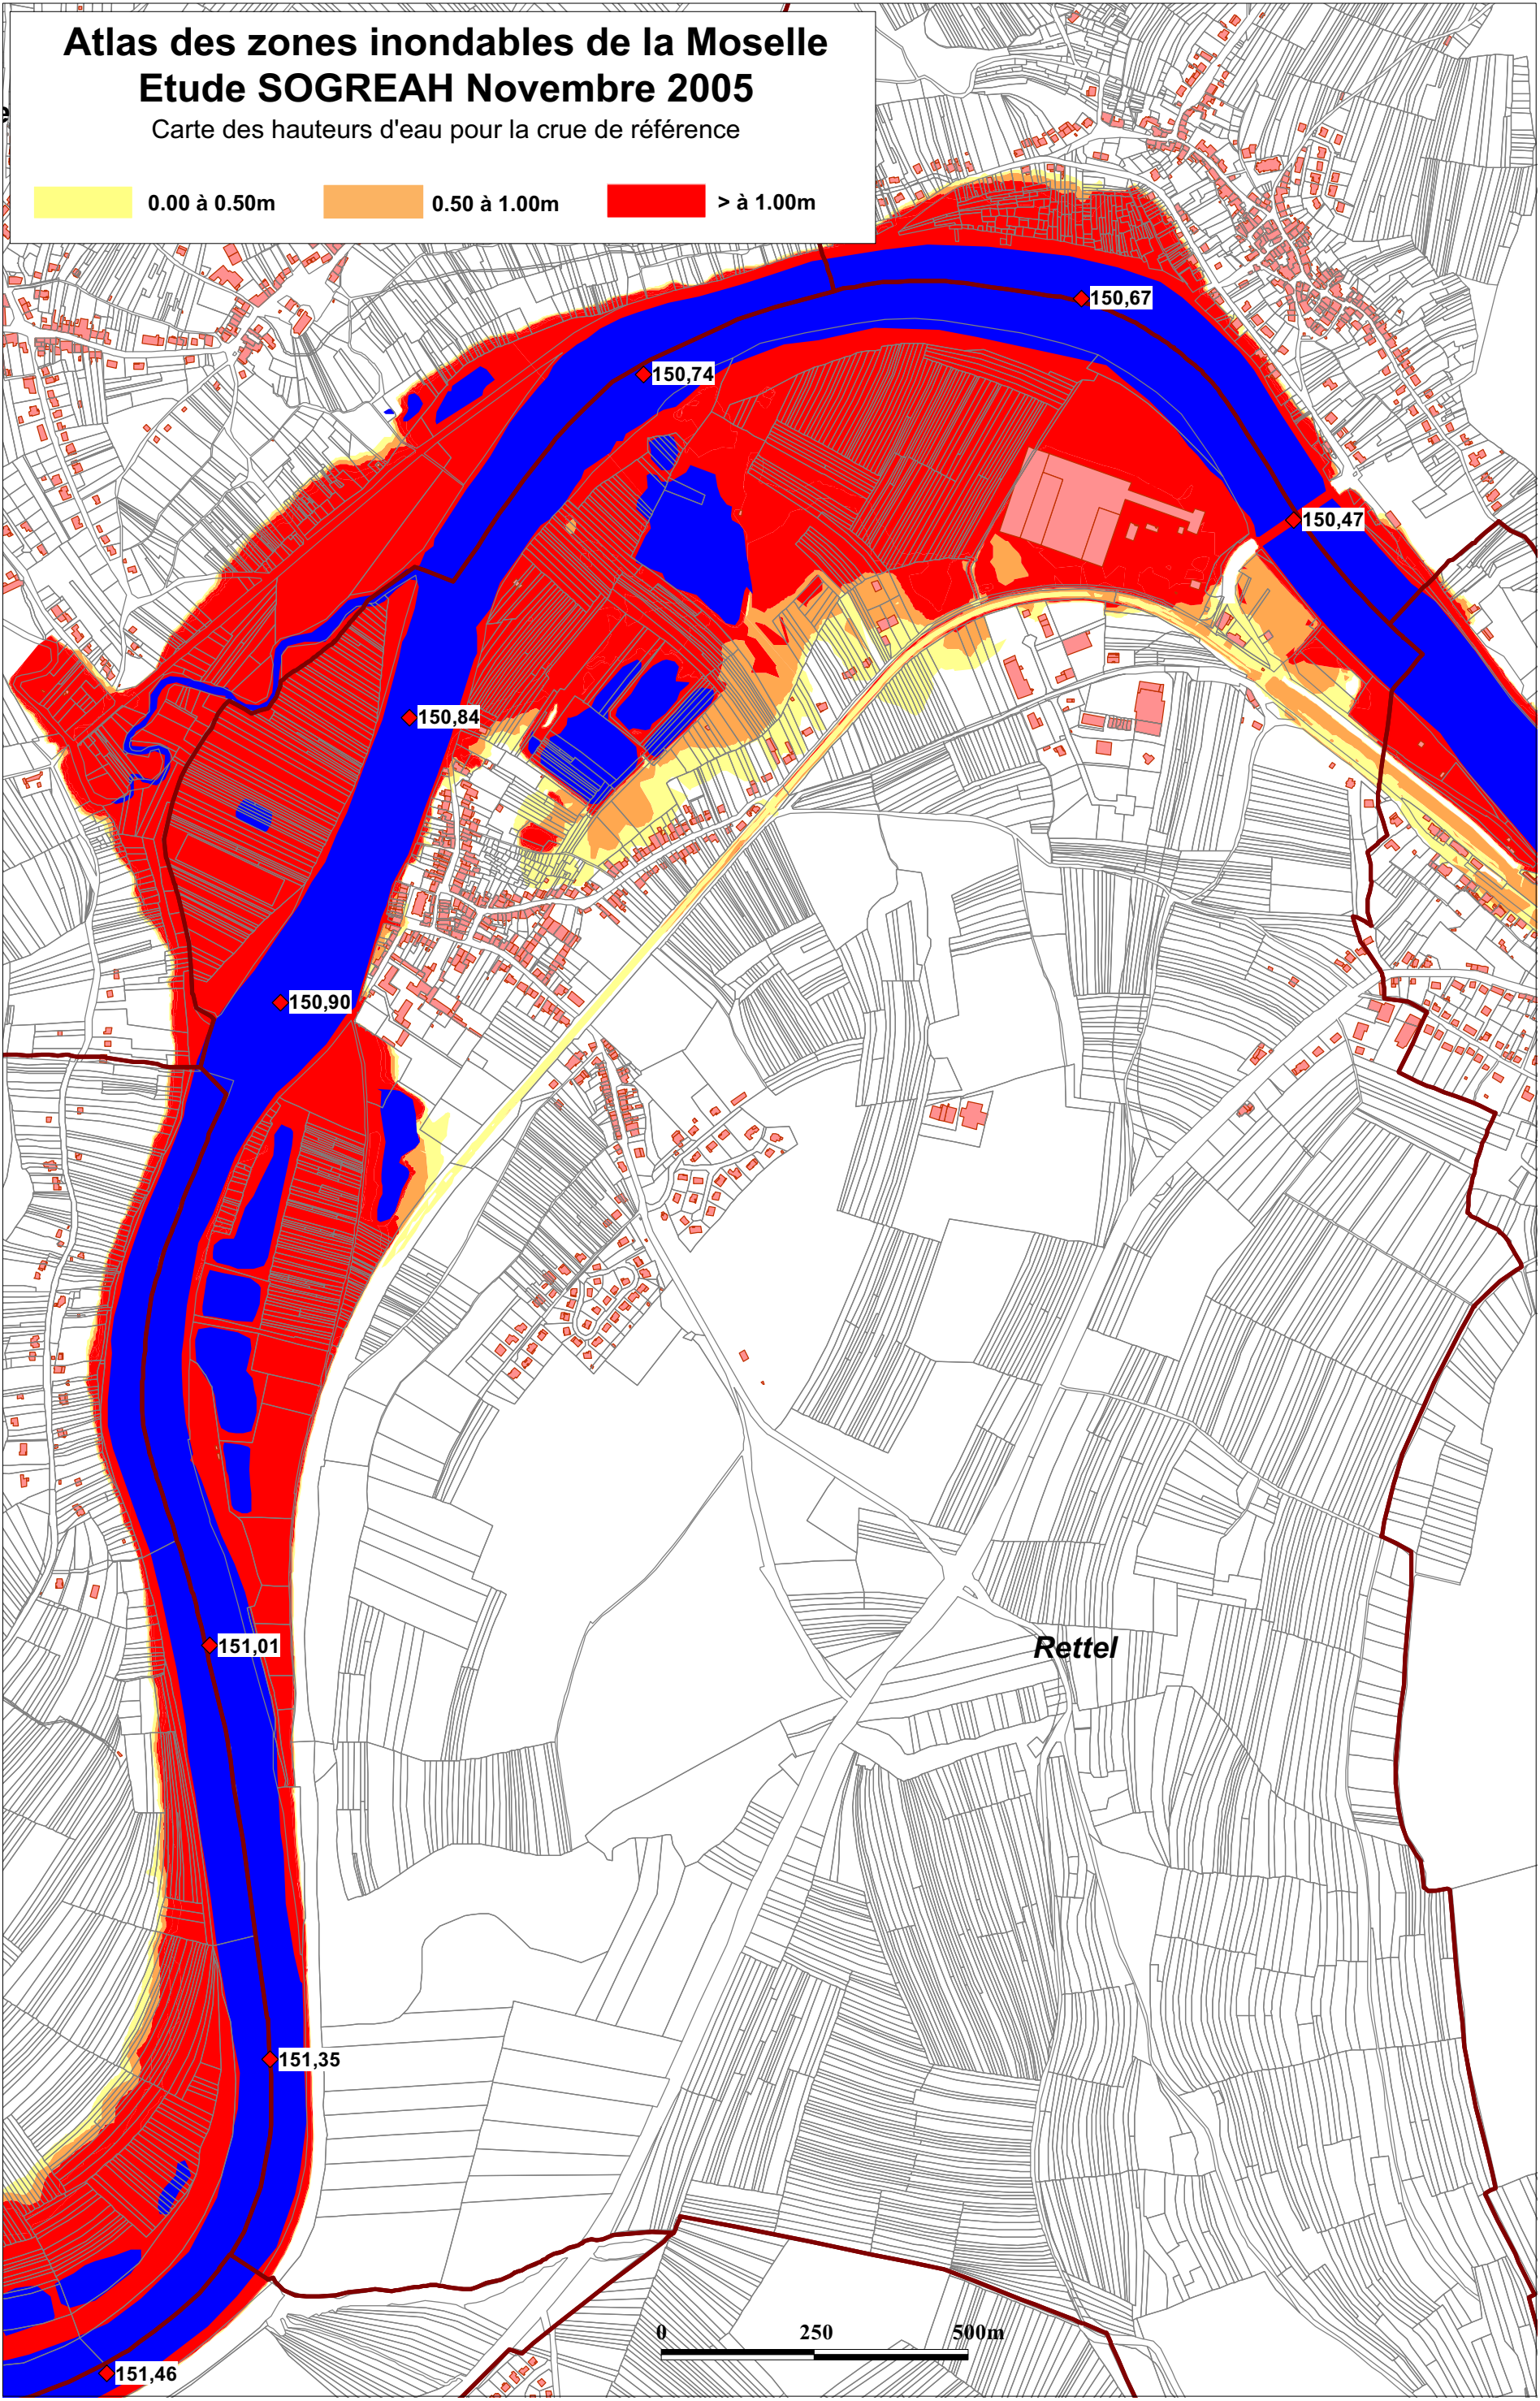 Atlas des zones inondables de la Moselle
Etude SOGREAH Novembre 2005
Carte des hauteurs d'eau pour la crue de référence
0.00 à 0.50m
0.50 à 1.00m
> à 1.00m
150,67
150,74
150,47
150,84
150,90
151,01
Rettel
151,35
0 250 500m
151,46